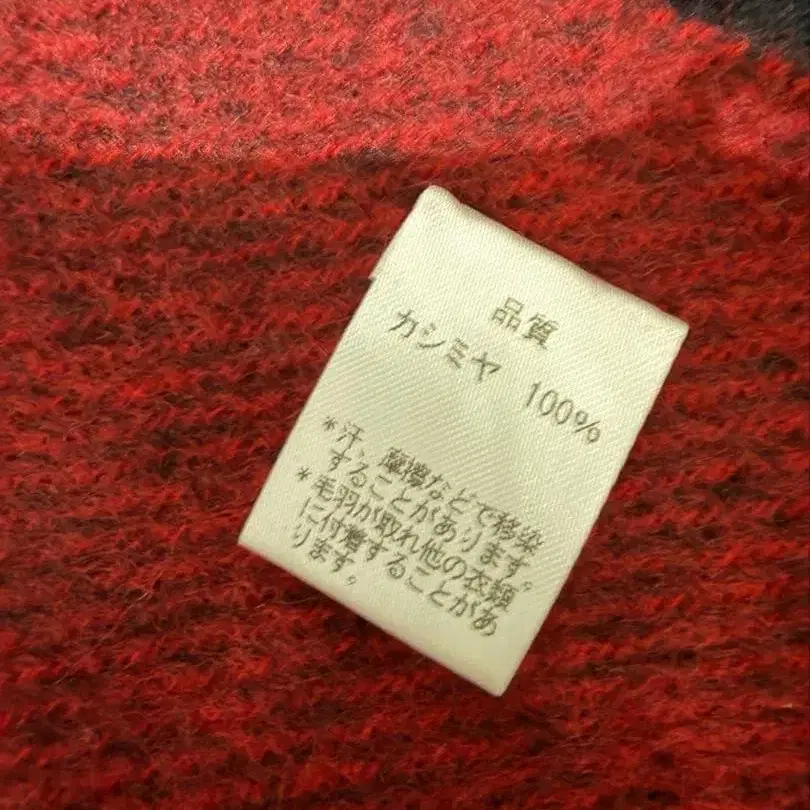 品質
カシミヤ 100%
*汗、摩擦などで移染
することがあります。
*毛羽が取れ他の衣類
に付着することがあ
ります。